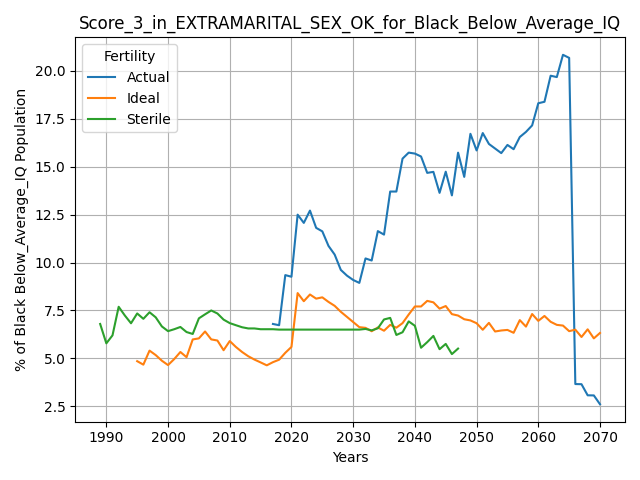 Score_3_in_EXTRAMARITAL_SEX_OK_for_Black_Below_Average_IQ
Fertility
Actual
Ideal
Sterile
% of Black Below_Average_IQ Population
20.0
17.5
15.0
12.5
10.0
7.5
5.0
2.5
1990 2000 2010 2020 2030 2040 2050 2060 2070
Years